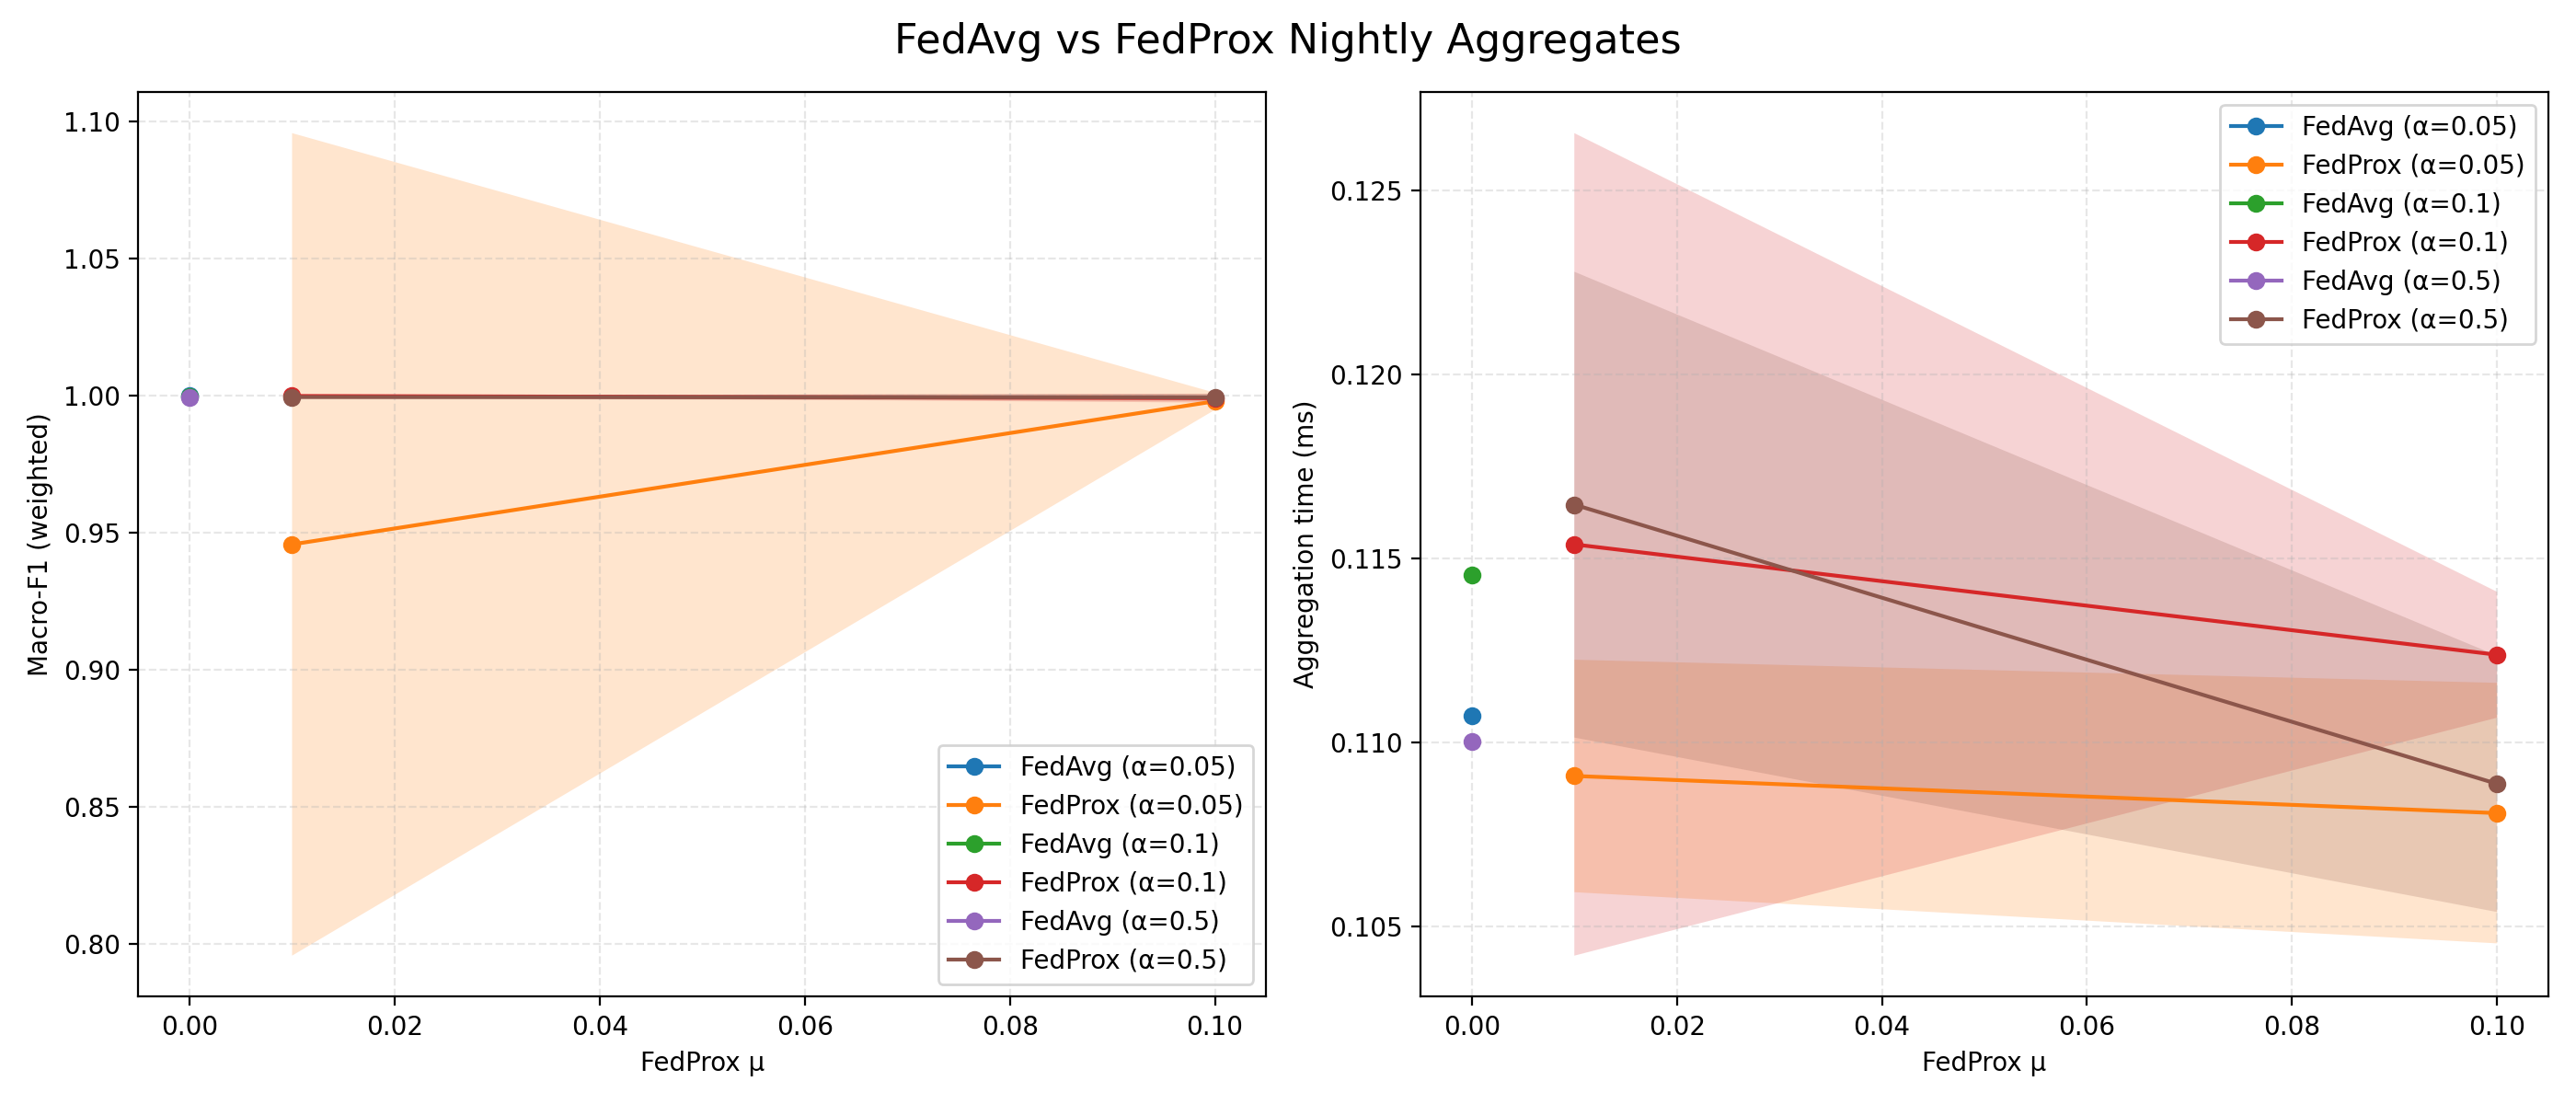 FedAvg vs FedProx Nightly Aggregates
Macro-F1 (weighted)
1.10
1.05
1.00
0.95
0.90
0.85
0.80
FedAvg (α=0.05)
FedProx (α=0.05)
FedAvg (α=0.1)
FedProx (α=0.1)
FedAvg (α=0.5)
FedProx (α=0.5)
0.00 0.02 0.04 0.06 0.08 0.10
FedProx μ
Aggregation time (ms)
0.125
0.120
0.115
0.110
0.105
FedAvg (α=0.05)
FedProx (α=0.05)
FedAvg (α=0.1)
FedProx (α=0.1)
FedAvg (α=0.5)
FedProx (α=0.5)
0.00 0.02 0.04 0.06 0.08 0.10
FedProx μ